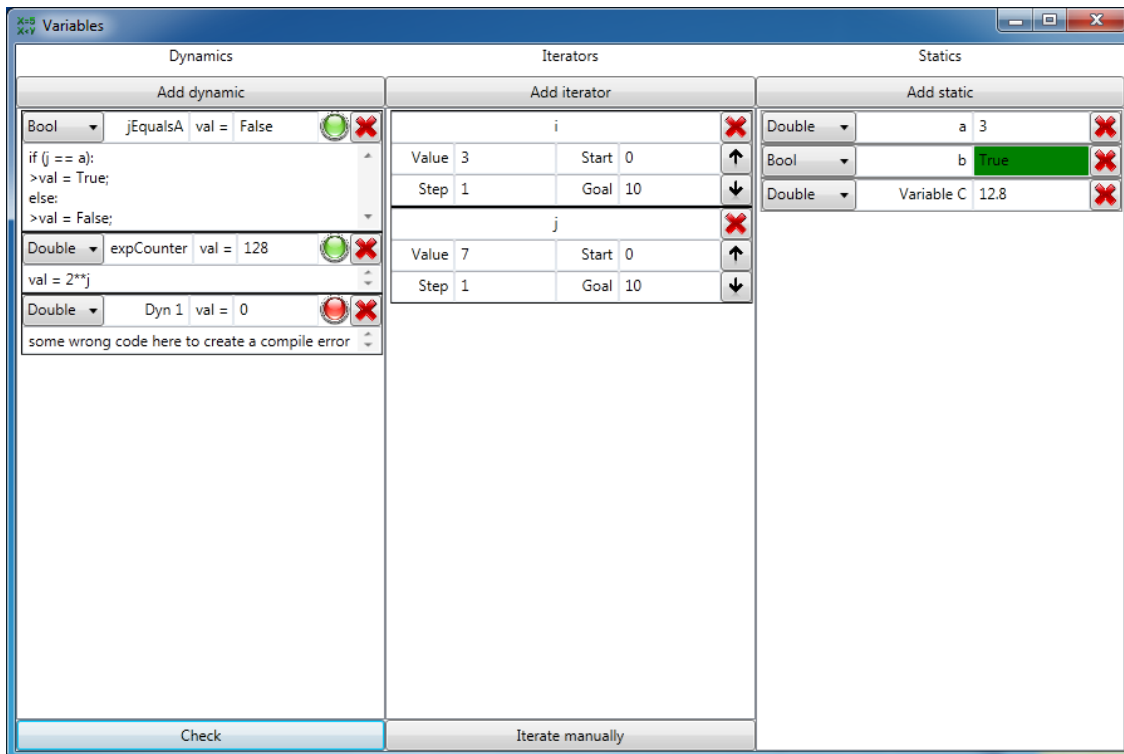 X=5
X<Y
Variables
Dynamics
Iterators
Statics
Add dynamic
Add iterator
Add static
Bool jEqualsA val = False
if (j == a):
>val = True;
else:
>val = False;
Double expCounter val = 128
val = 2**j
Double Dyn 1 val = 0
some wrong code here to create a compile error
i
Value 3 Start 0
Step 1 Goal 10
j
Value 7 Start 0
Step 1 Goal 10
Double a 3
Bool b True
Double Variable C 12.8
Check
Iterate manually